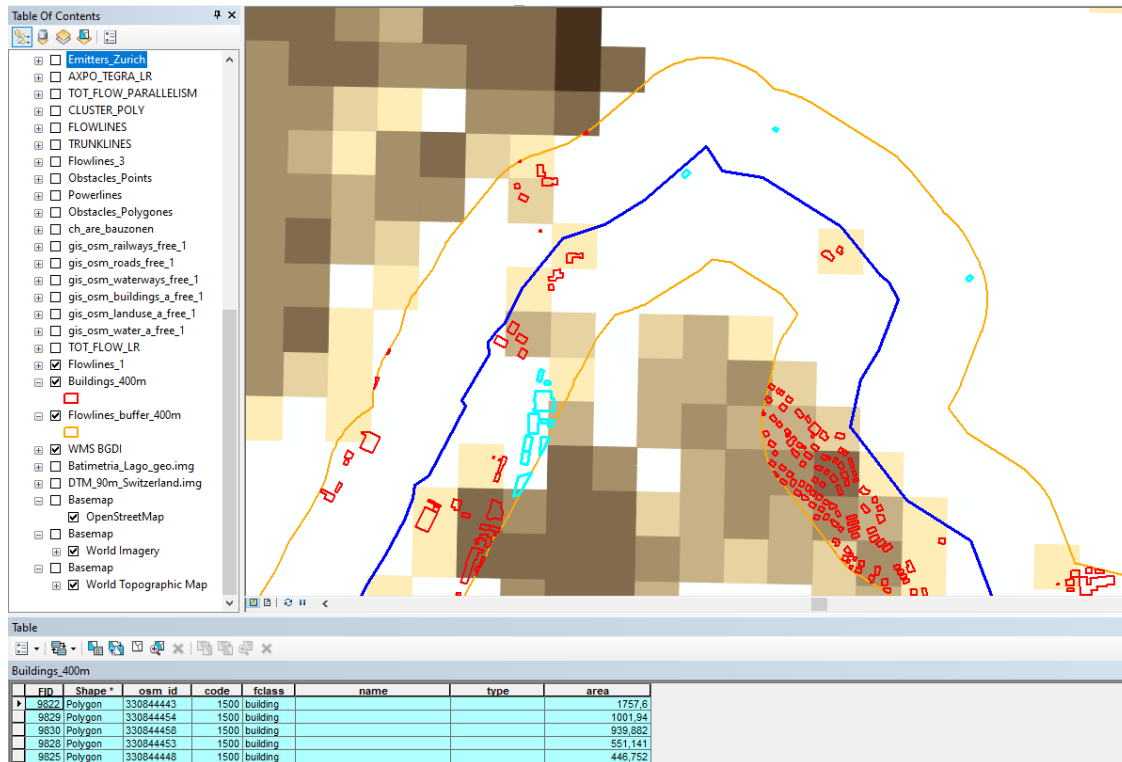 Table Of Contents
Emitters_Zurich
AXPO_TEGRA_LR
TOT_FLOW_PARALLELISM
CLUSTER_POLY
FLOWLINES
TRUNKLINES
Flowlines_3
Obstacles_Points
Powerlines
Obstacles_Polygones
ch_are_bauzonen
gis_osm_railways_free_1
gis_osm_roads_free_1
gis_osm_waterways_free_1
gis_osm_buildings_a_free_1
gis_osm_landuse_a_free_1
gis_osm_water_a_free_1
TOT_FLOW_LR
Flowlines_1
Buildings_400m
Flowlines_buffer_400m
WMS BGDI
Batimetria_Lago_geo.img
DTM_90m_Switzerland.img
Basemap
OpenStreetMap
Basemap
World Imagery
Basemap
World Topographic Map
Table
Buildings_400m
FID Shape * osm_id code fclass name type area
9822 Polygon 330844443 1500 building 1757,6
9829 Polygon 330844454 1500 building 1001,94
9830 Polygon 330844458 1500 building 939,882
9828 Polygon 330844453 1500 building 551,141
9825 Polygon 330844448 1500 building 446,752